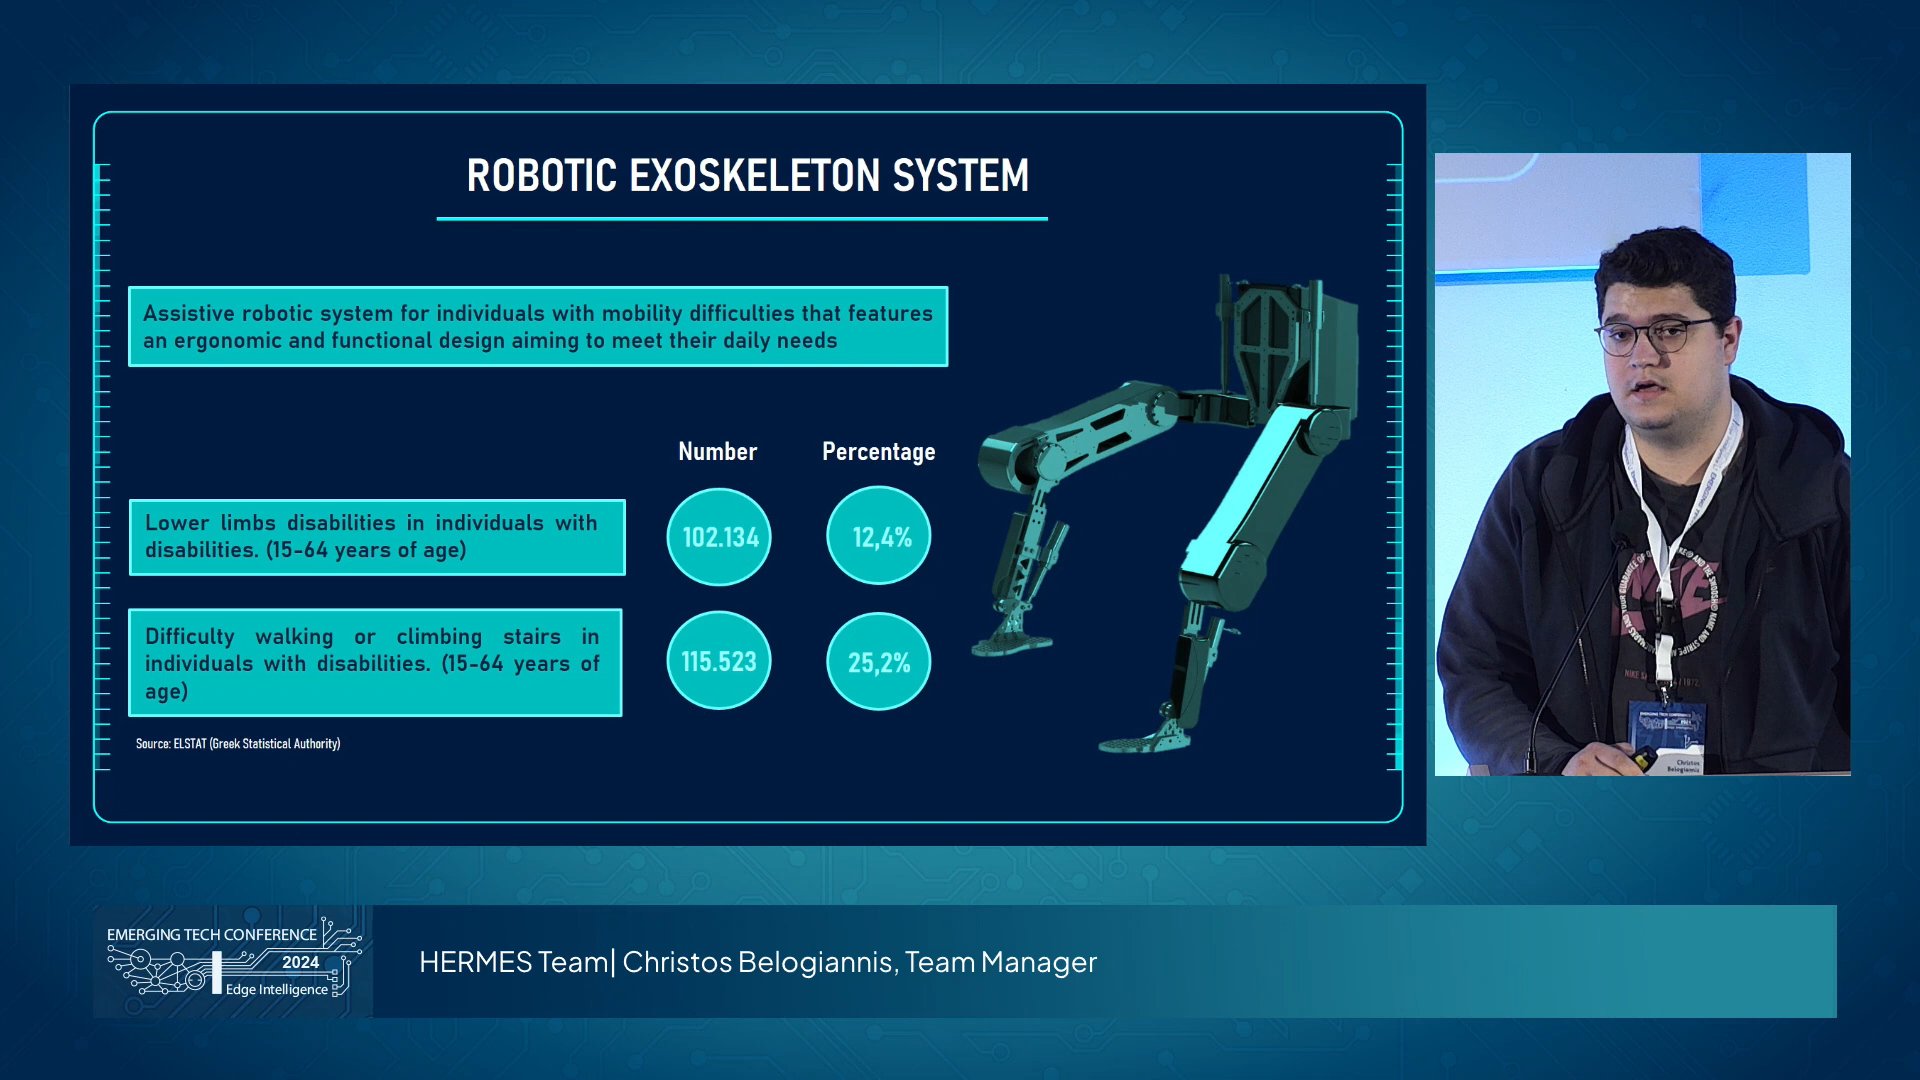 ROBOTIC EXOSKELETON SYSTEM
Assistive robotic system for individuals with mobility difficulties that features
an ergonomic and functional design aiming to meet their daily needs
Number Percentage
Lower limbs disabilities in individuals with
disabilities. (15-64 years of age)
102.134 12,4%
Difficulty walking or climbing stairs in
individuals with disabilities. (15-64 years of
age)
115.523 25,2%
Source: ELSTAT (Greek Statistical Authority)
Christos
Belogiannis
EMERGING TECH CONFERENCE
2024
Edge Intelligence
HERMES Team| Christos Belogiannis, Team Manager